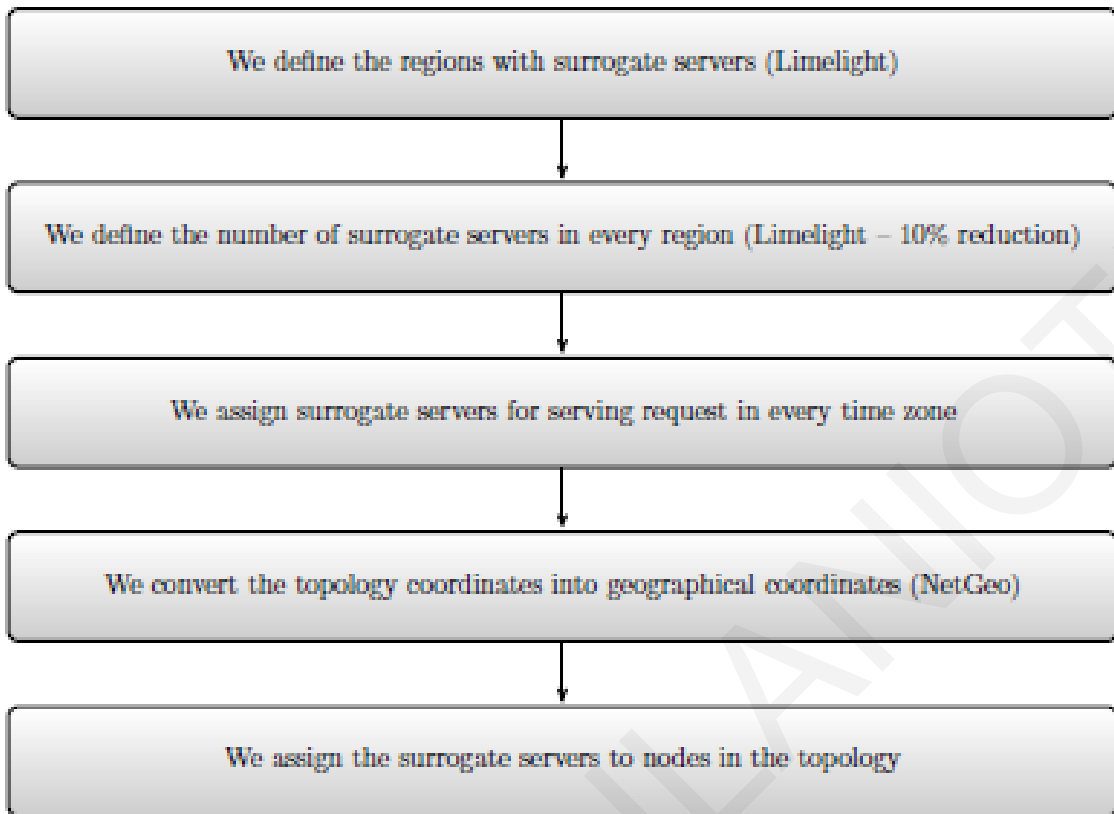 We define the regions with surrogate servers (Limelight)
We define the number of surrogate servers in every region (Limelight – 10% reduction)
We assign surrogate servers for serving request in every time zone
We convert the topology coordinates into geographical coordinates (NetGeo)
We assign the surrogate servers to nodes in the topology